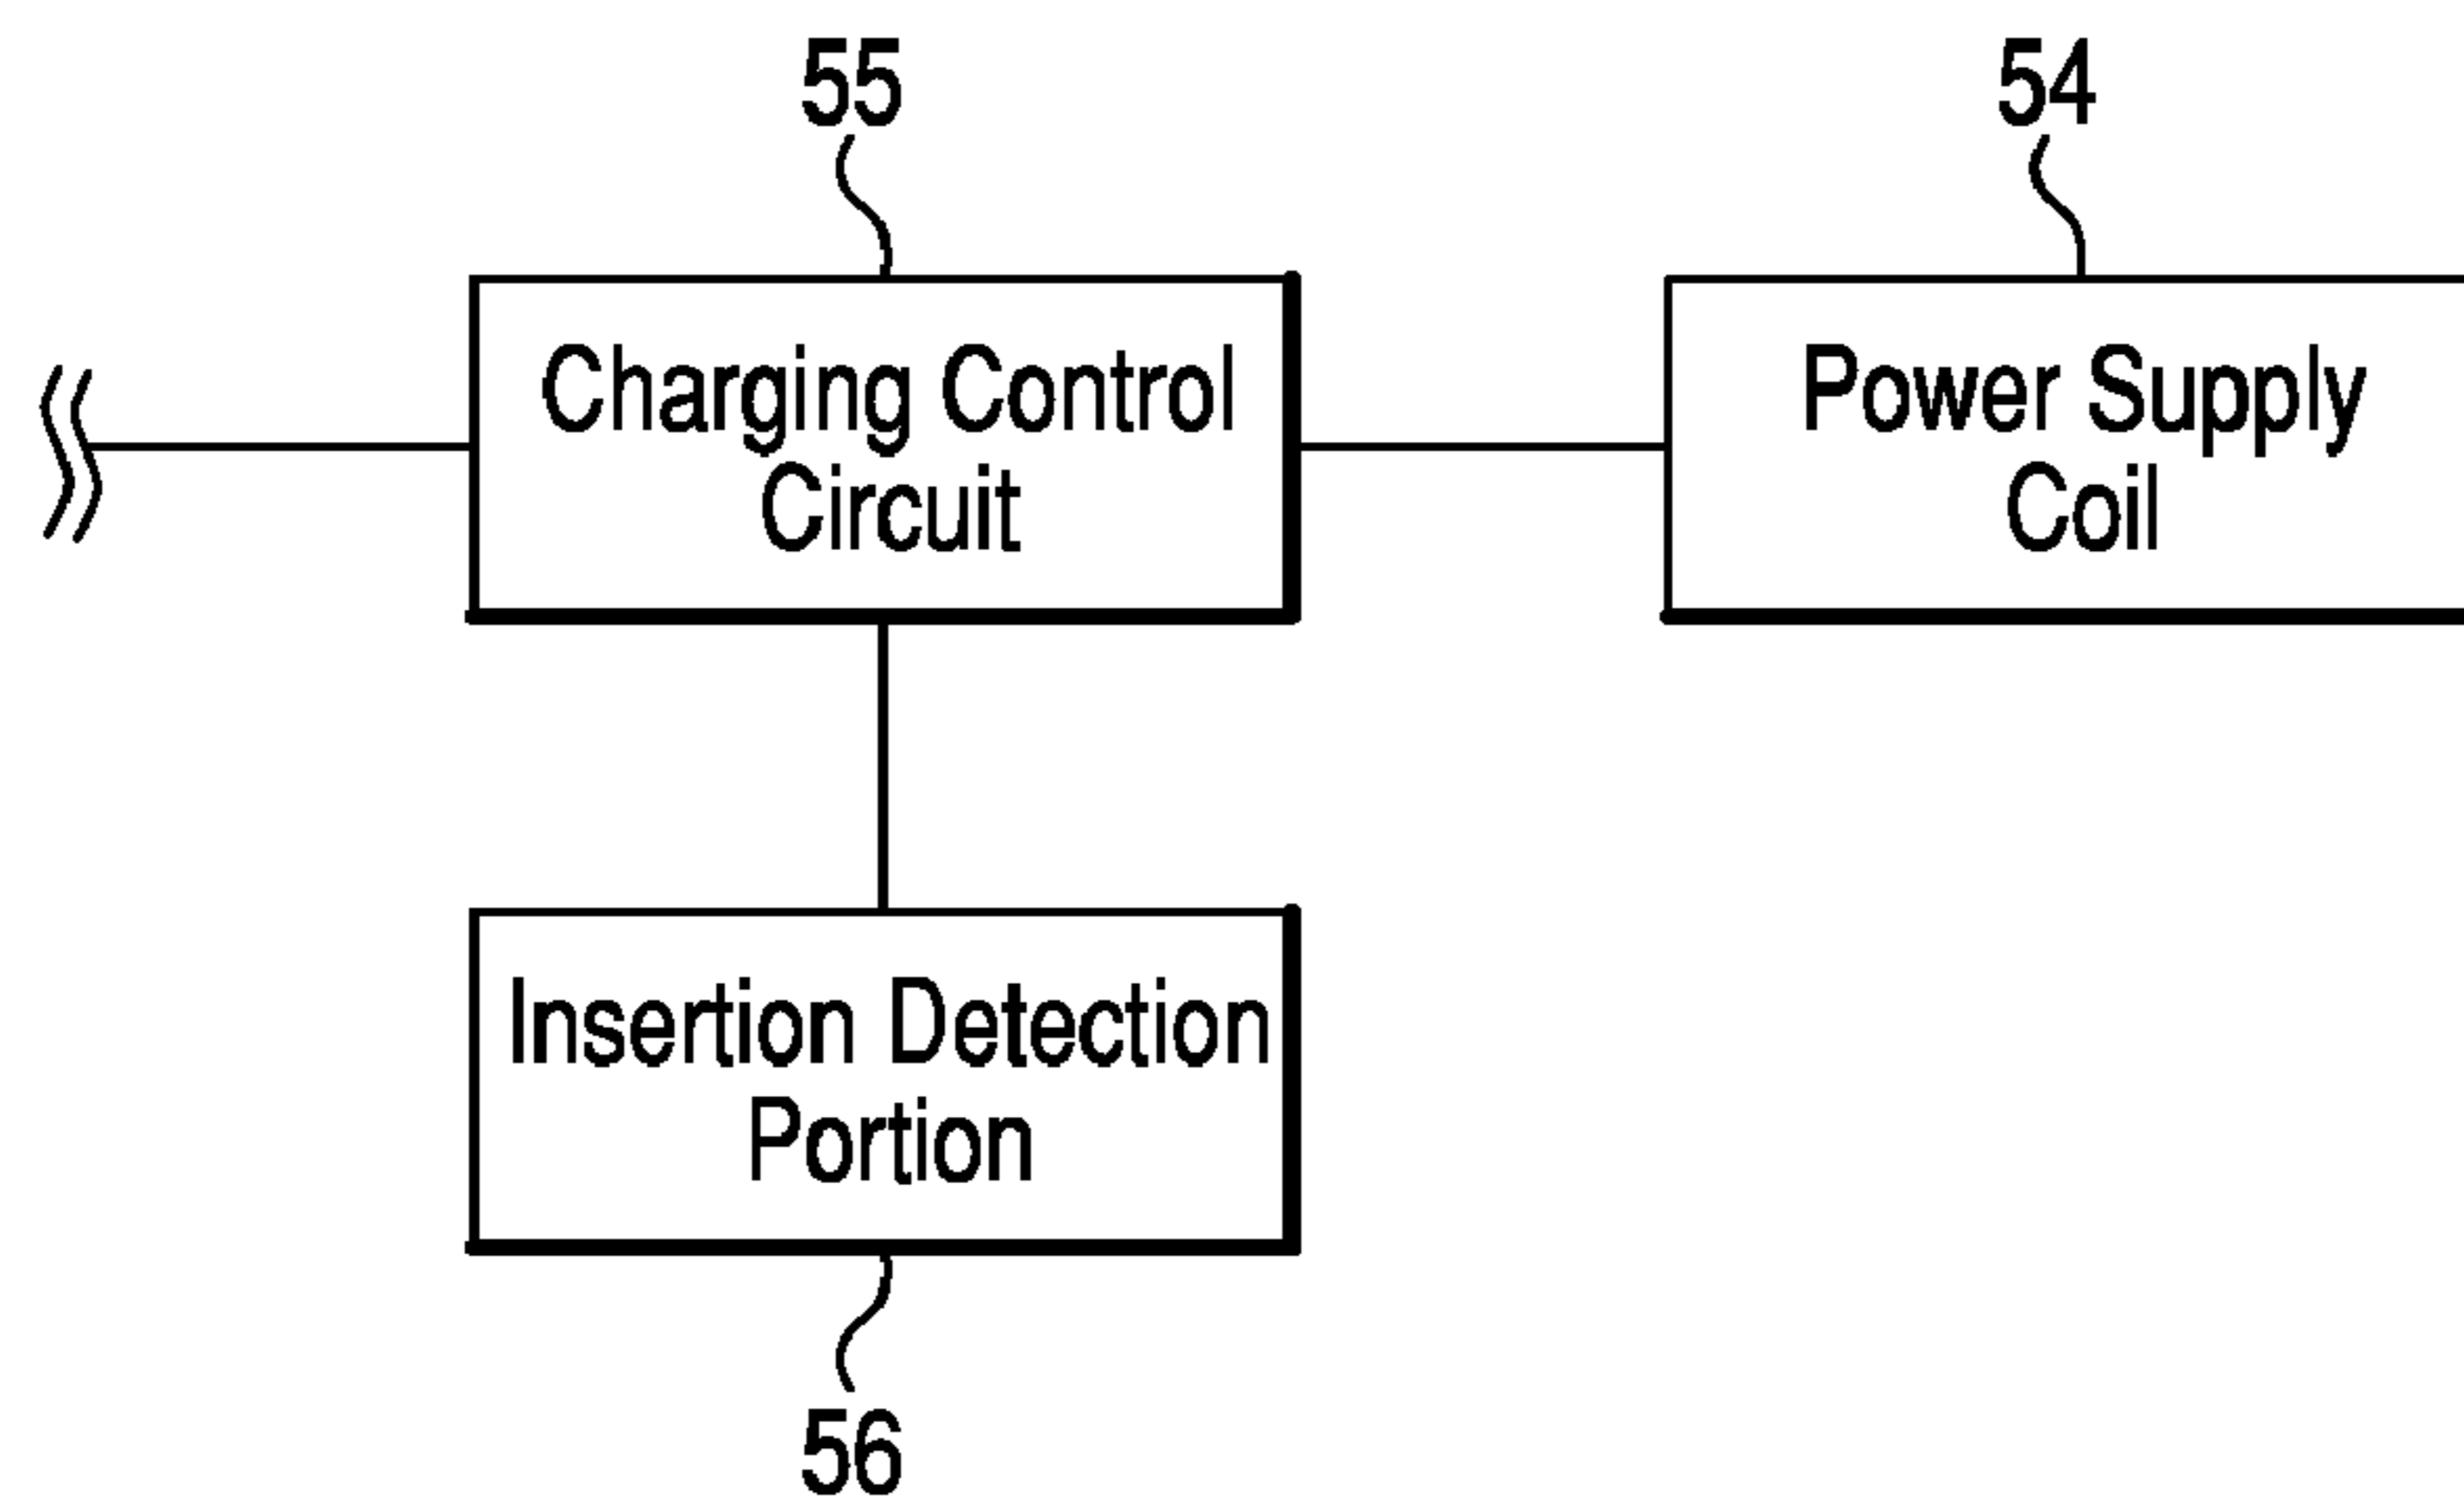 55
54
Charging Control
Circuit
Power Supply
Coil
Insertion Detection
Portion
56